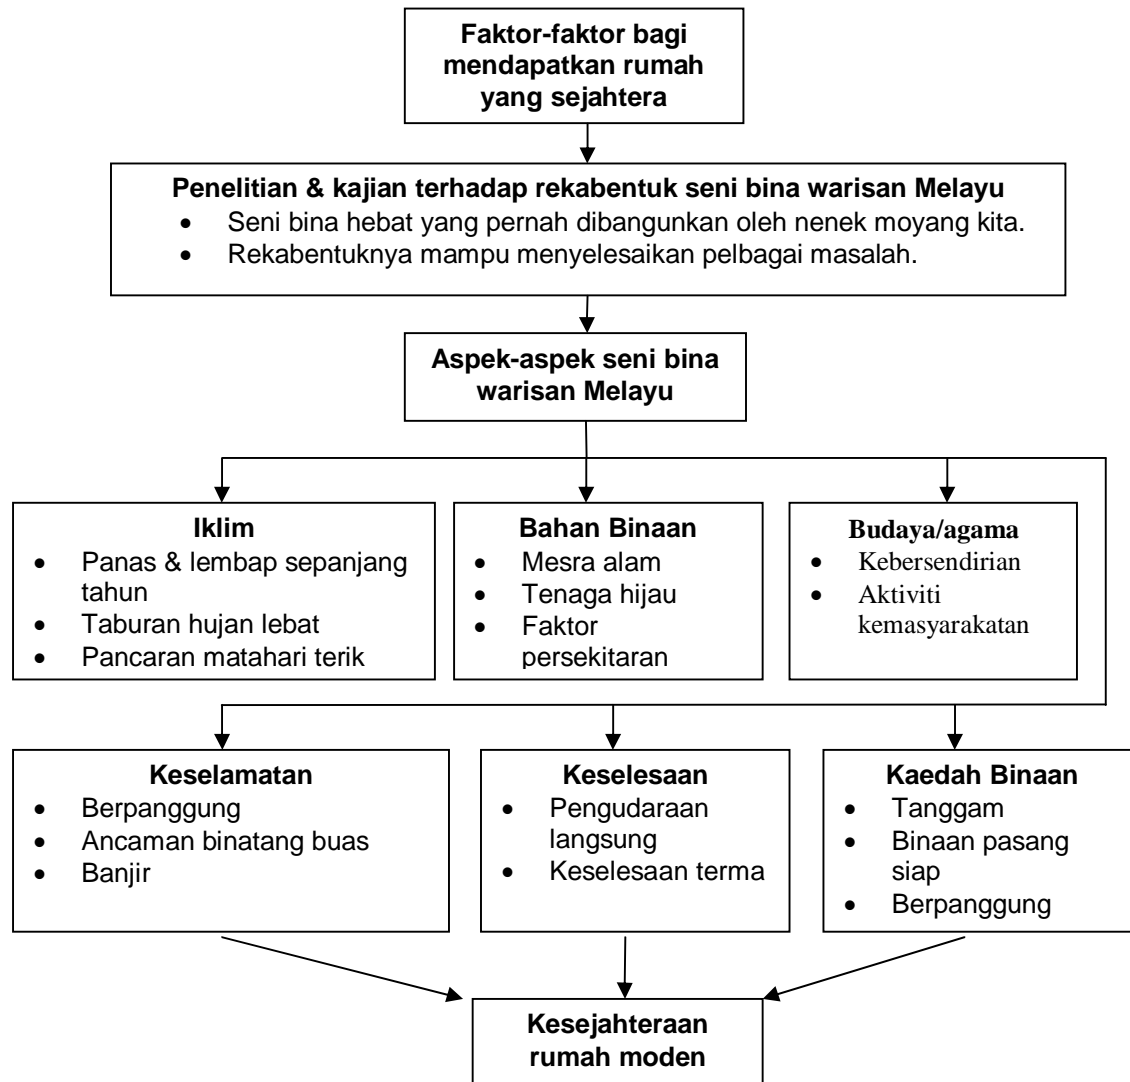 Faktor-faktor bagi
mendapatkan rumah
yang sejahtera
Penelitian & kajian terhadap rekabentuk seni bina warisan Melayu
• Seni bina hebat yang pernah dibangunkan oleh nenek moyang kita.
• Rekabentuknya mampu menyelesaikan pelbagai masalah.
Aspek-aspek seni bina
warisan Melayu
Iklim
• Panas & lembap sepanjang
tahun
• Taburan hujan lebat
• Pancaran matahari terik
Bahan Binaan
• Mesra alam
• Tenaga hijau
• Faktor
persekitaran
Budaya/agama
• Kebersendirian
• Aktiviti
kemasyarakatan
Keselamatan
• Berpanggung
• Ancaman binatang buas
• Banjir
Keselesaan
• Pengudaraan
langsung
• Keselesaan terma
Kaedah Binaan
• Tanggam
• Binaan pasang
siap
• Berpanggung
Kesejahteraan
rumah moden